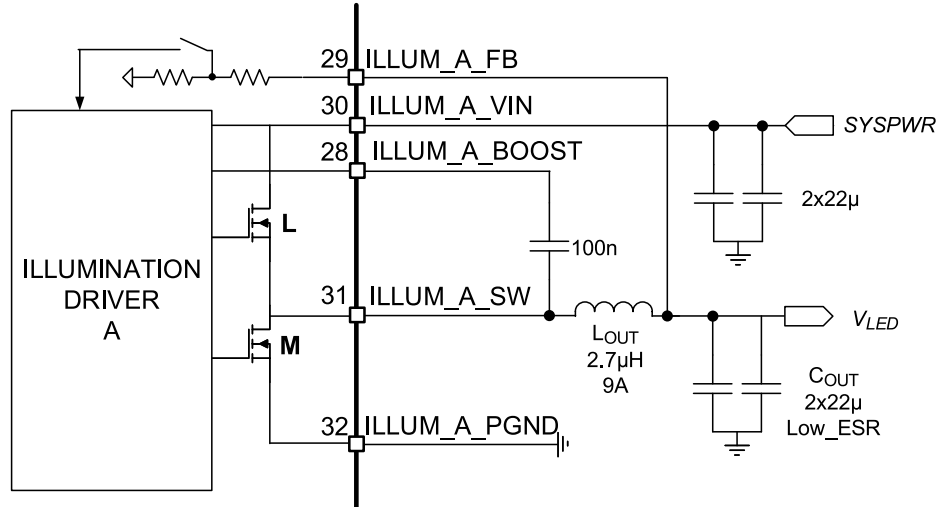 29 ILLUM_A_FB
30 ILLUM_A_VIN
SYSPWR
28 ILLUM_A_BOOST
2x22µ
L
100n
ILLUMINATION
DRIVER
A
31 ILLUM_A_SW
M
LOUT
2.7µH
9A
VLED
COUT
2x22µ
Low_ESR
32 ILLUM_A_PGND